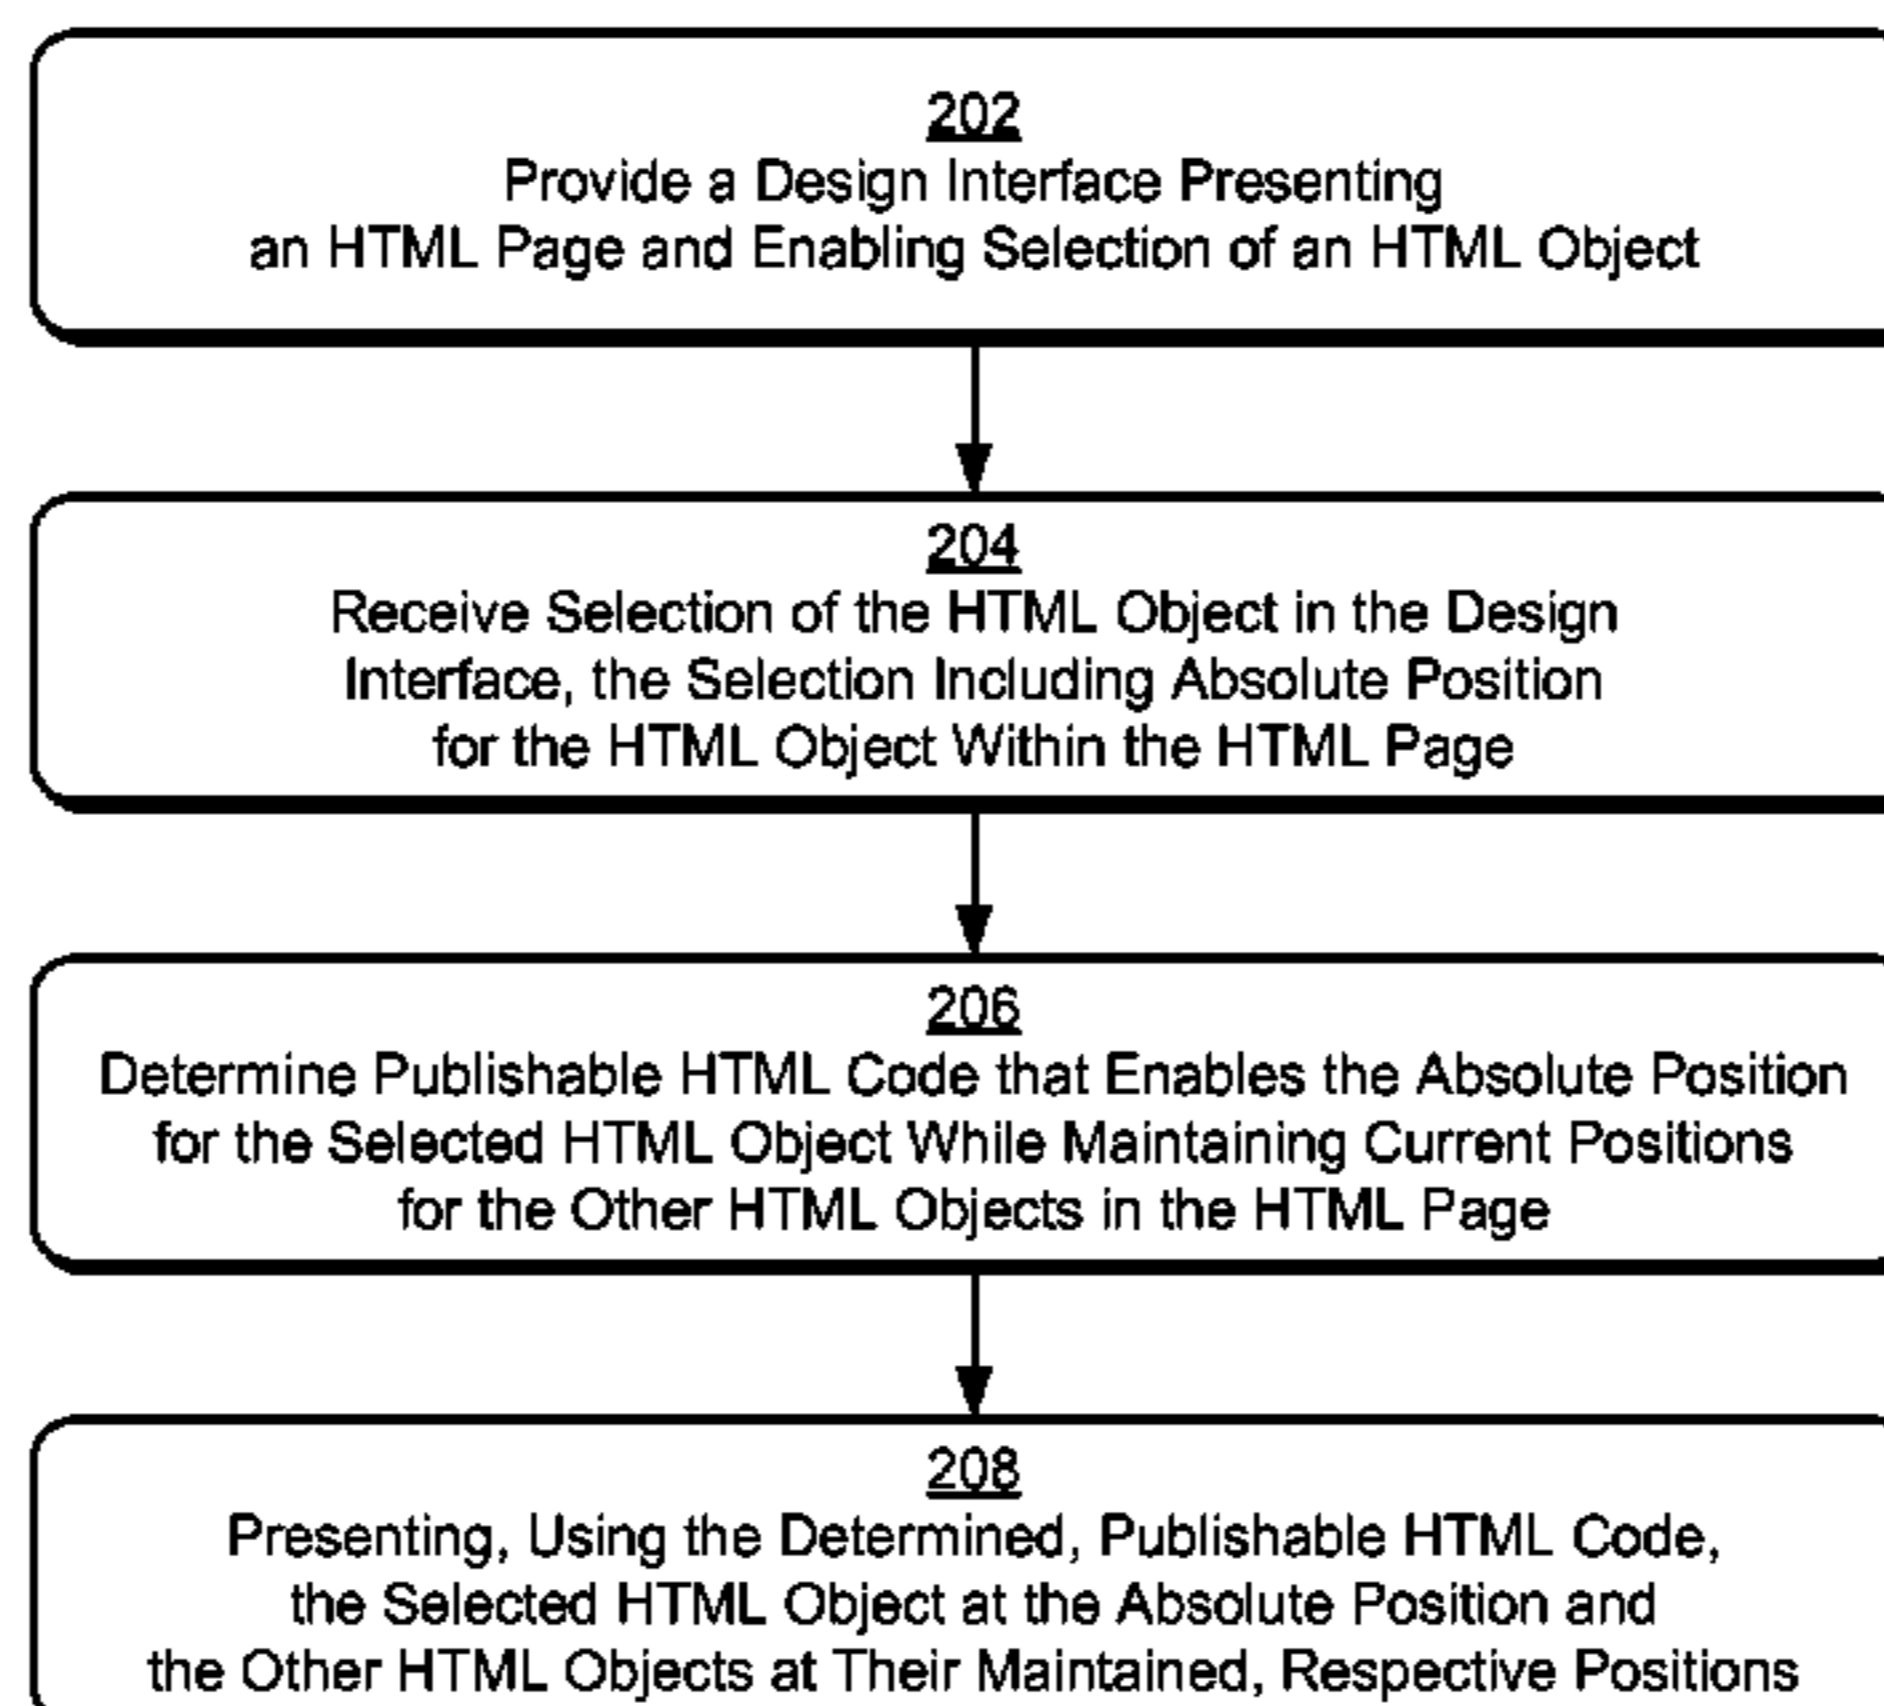 202
Provide a Design Interface Presenting
an HTML Page and Enabling Selection of an HTML Object
204
Receive Selection of the HTML Object in the Design
Interface, the Selection Including Absolute Position
for the HTML Object Within the HTML Page
206
Determine Publishable HTML Code that Enables the Absolute Position
for the Selected HTML Object While Maintaining Current Positions
for the Other HTML Objects in the HTML Page
208
Presenting, Using the Determined, Publishable HTML Code,
the Selected HTML Object at the Absolute Position and
the Other HTML Objects at Their Maintained, Respective Positions